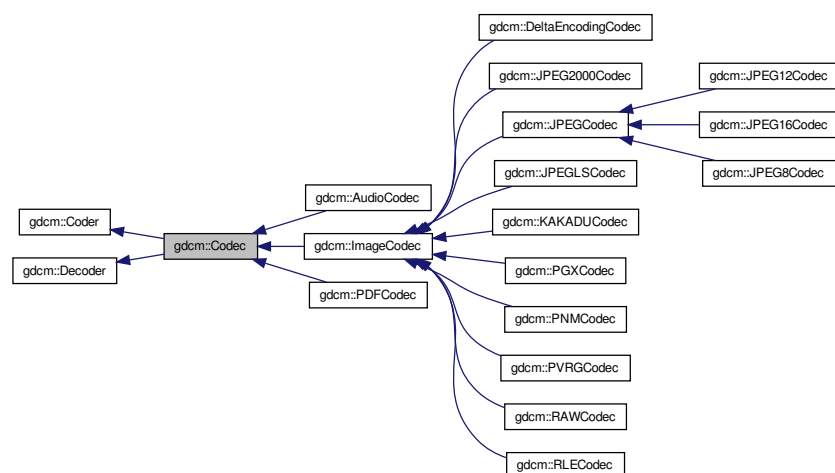 gdcm::DeltaEncodingCodec
gdcm::JPEG2000Codec
gdcm::JPEG12Codec
gdcm::JPEGCodec
gdcm::JPEG16Codec
gdcm::JPEGLSCodec
gdcm::JPEG8Codec
gdcm::AudioCodec
gdcm::Coder
gdcm::KAKADUCodec
gdcm::Codec
gdcm::ImageCodec
gdcm::Decoder
gdcm::PGXCodec
gdcm::PDFCodec
gdcm::PNMCodec
gdcm::PVRGCodec
gdcm::RAWCodec
gdcm::RLECodec